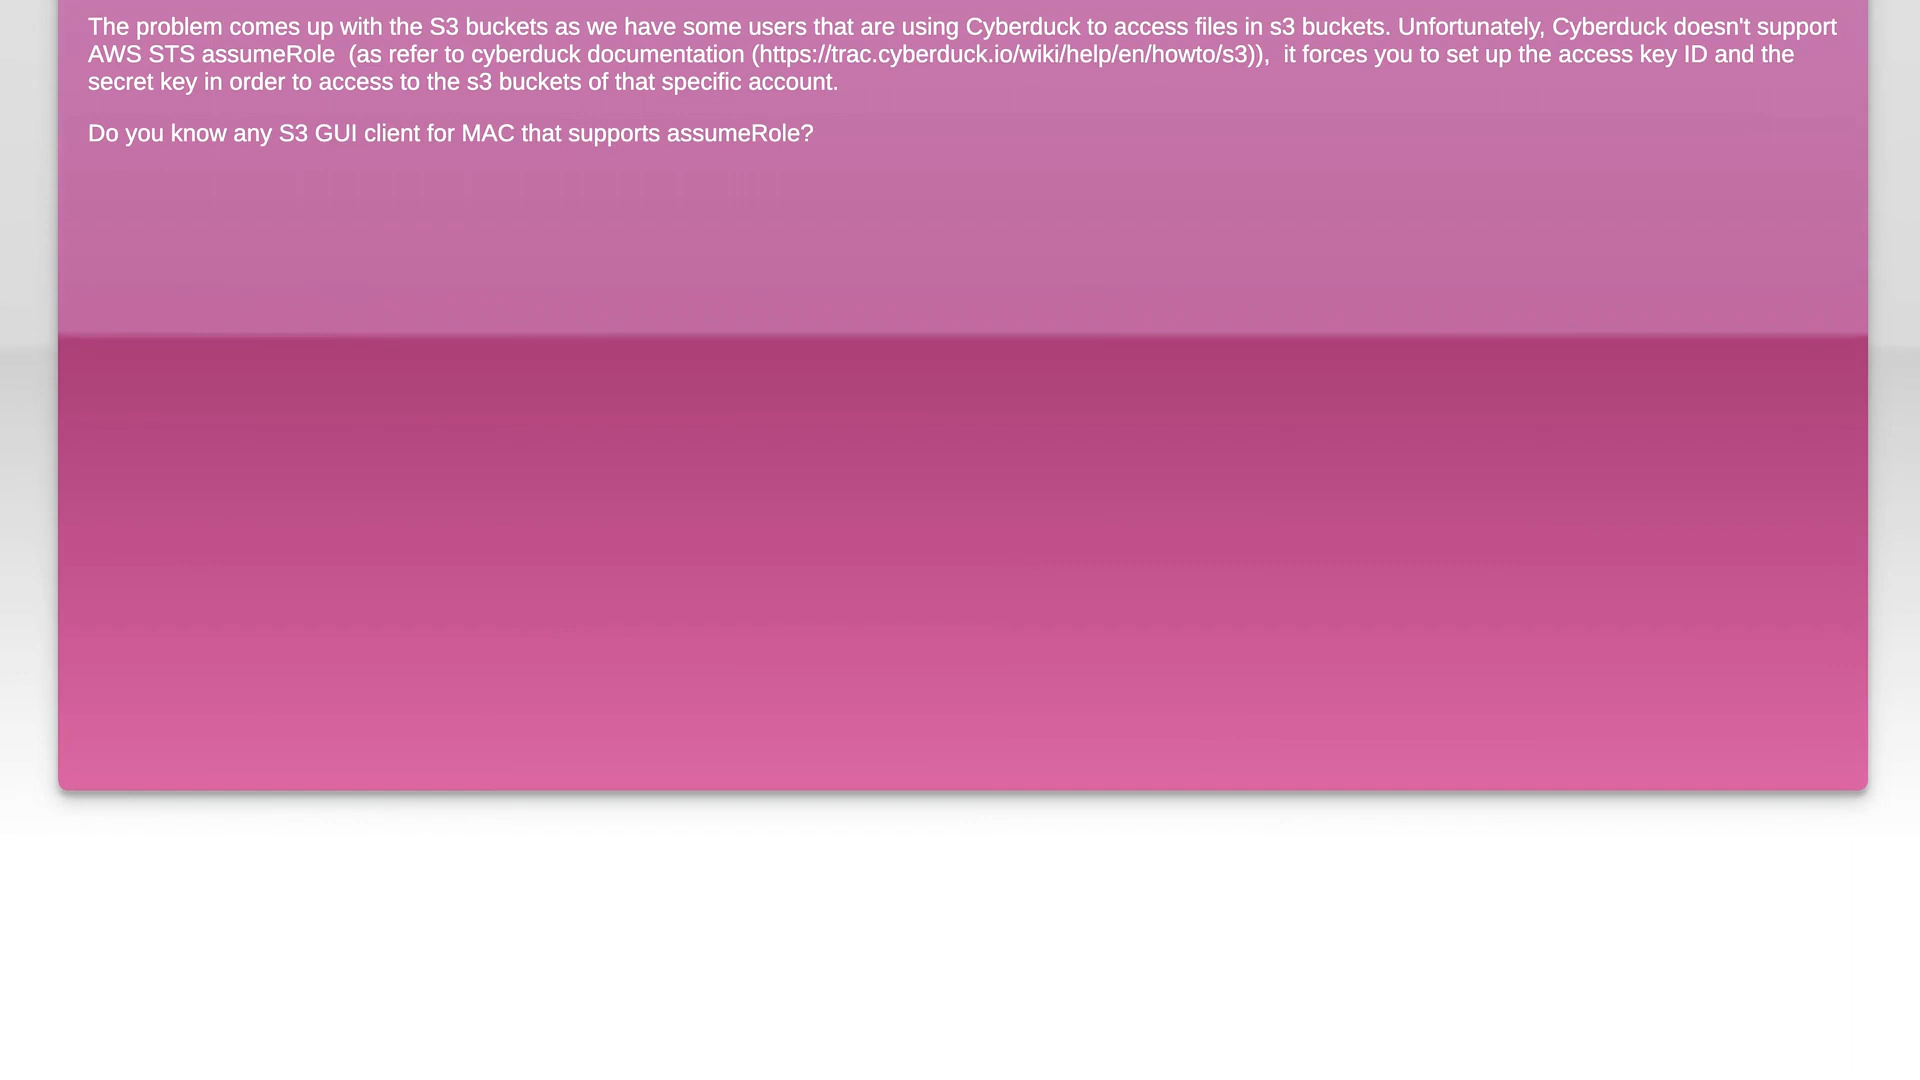 The problem comes up with the S3 buckets as we have some users that are using Cyberduck to access files in s3 buckets. Unfortunately, Cyberduck doesn't support
AWS STS assumeRole  (as refer to cyberduck documentation (https://trac.cyberduck.io/wiki/help/en/howto/s3)),  it forces you to set up the access key ID and the
secret key in order to access to the s3 buckets of that specific account.
Do you know any S3 GUI client for MAC that supports assumeRole?